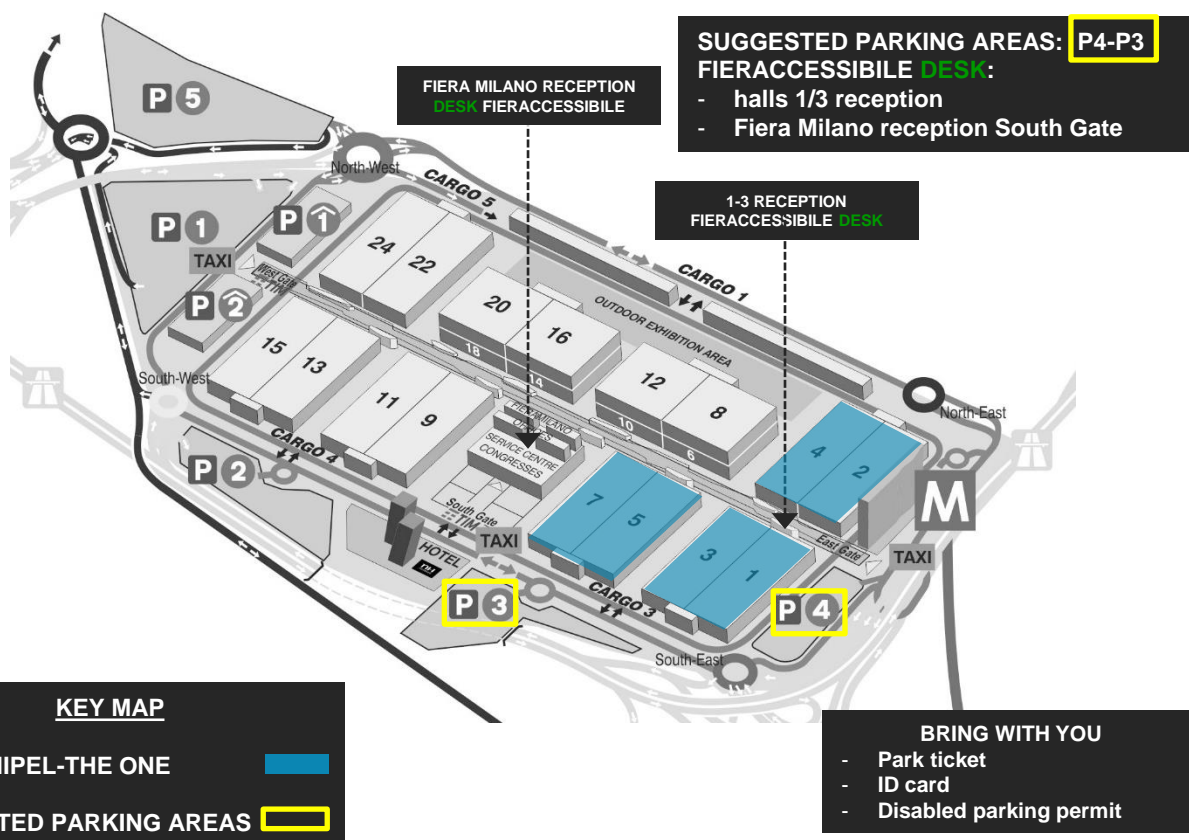 SUGGESTED PARKING AREAS: P4-P3
FIERACCESSIBILE DESK:
- halls 1/3 reception
- Fiera Milano reception South Gate
FIERA MILANO RECEPTION
DESK FIERACCESSIBILE
1-3 RECEPTION
FIERACCESSIBILE DESK
P 5
North-West
CARGO 5
P 1
P 1
TAXI
West Gate
TIM
P 2
24
22
CARGO 1
OUTDOOR EXHIBITION AREA
20
16
18
14
12
8
10
6
15
13
11
9
South-West
CARGO 4
P 2
SERVICE CENTRE
CONGRESSES
South Gate
TIM
TAXI
HOTEL
nH
7
5
3
1
4
2
North-East
M
East Gate
TAXI
P 3
CARGO 3
P 4
South-East
KEY MAP
HIPEL-THE ONE
TED PARKING AREAS
BRING WITH YOU
- Park ticket
- ID card
- Disabled parking permit